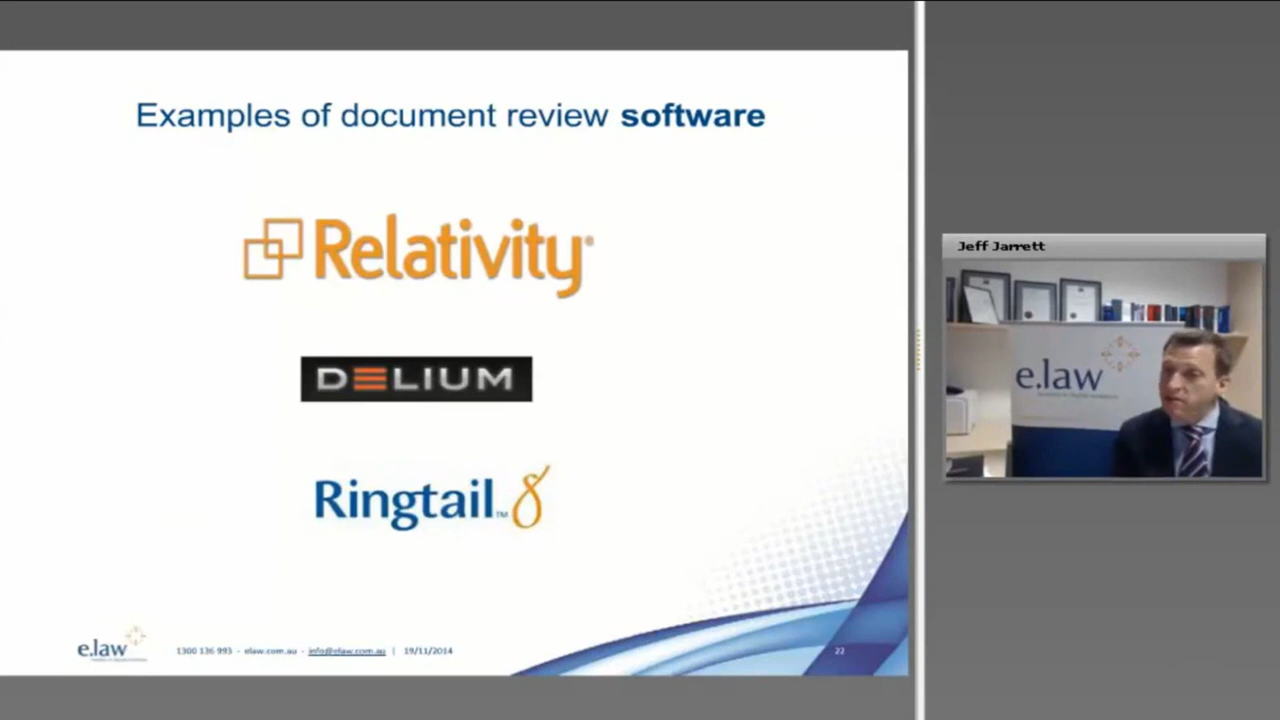 Examples of document review software
Relativity®
DELIUM
Ringtail™ 8
e.law
1300 136 993 - elaw.com.au - info@elaw.com.au | 19/11/2014
22
Jeff Jarrett
e.law